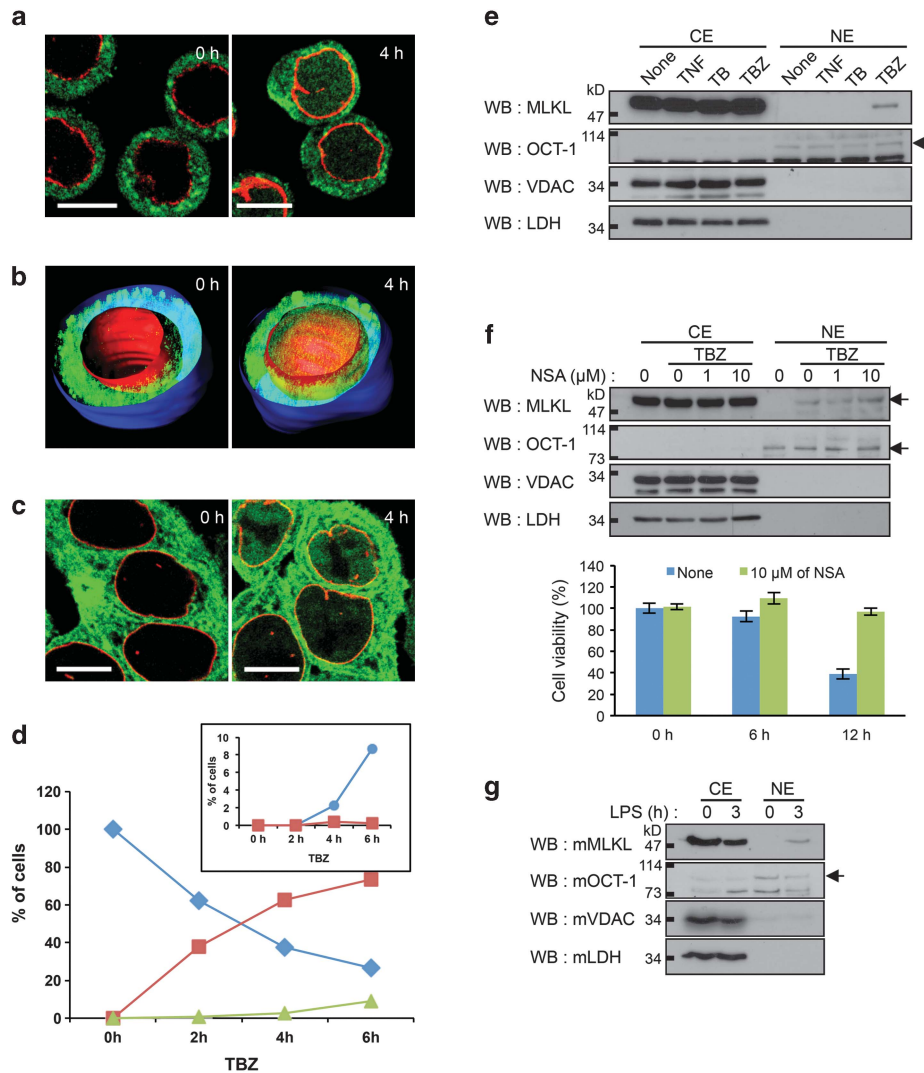 a
0 h
4 h
b
0 h
4 h
c
0 h
4 h
d
% of cells
120
100
80
60
40
20
0
0h
2h
4h
6h
TBZ
% of cells
10
8
6
4
2
0
0 h
2 h
4 h
6 h
TBZ
e
CE
NE
None
TNF
TB
TBZ
None
TNF
TB
TBZ
kD
WB : MLKL
47
114
WB : OCT-1
WB : VDAC
34
WB : LDH
34
f
CE
NE
TBZ
TBZ
NSA (µM) :
0
0
1
10
0
0
1
10
kD
WB : MLKL
47
114
WB : OCT-1
73
WB : VDAC
34
WB : LDH
34
Cell viability (%)
140
120
100
80
60
40
20
0
None
10 µM of NSA
0 h
6 h
12 h
g
CE
NE
LPS (h) :
0
3
0
3
kD
WB : mMLKL
47
114
WB : mOCT-1
73
WB : mVDAC
34
WB : mLDH
34